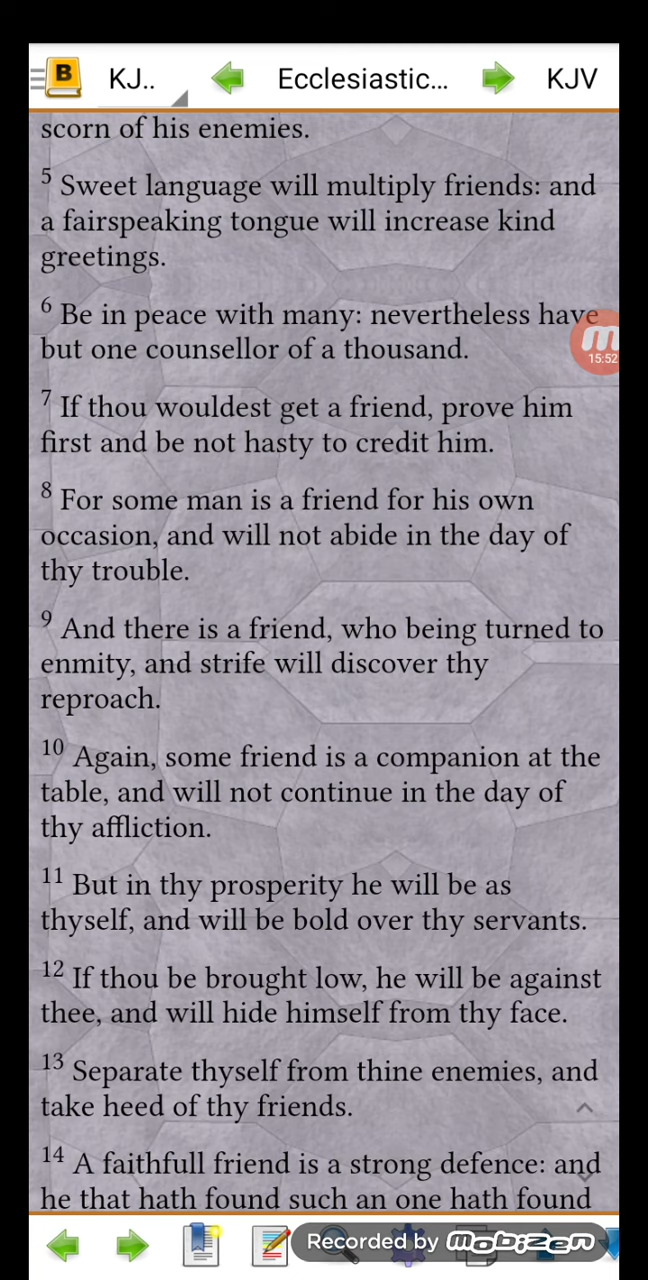 B KJ.. Ecclesiastic... KJV
scorn of his enemies.
5 Sweet language will multiply friends: and
a fairspeaking tongue will increase kind
greetings.
6 Be in peace with many: nevertheless have
but one counsellor of a thousand.
m
15:52
7 If thou wouldest get a friend, prove him
first and be not hasty to credit him.
8 For some man is a friend for his own
occasion, and will not abide in the day of
thy trouble.
9 And there is a friend, who being turned to
enmity, and strife will discover thy
reproach.
10 Again, some friend is a companion at the
table, and will not continue in the day of
thy affliction.
11 But in thy prosperity he will be as
thyself, and will be bold over thy servants.
12 If thou be brought low, he will be against
thee, and will hide himself from thy face.
13 Separate thyself from thine enemies, and
take heed of thy friends.
14 A faithfull friend is a strong defence: and
he that hath found such an one hath found
Recorded by mobizen